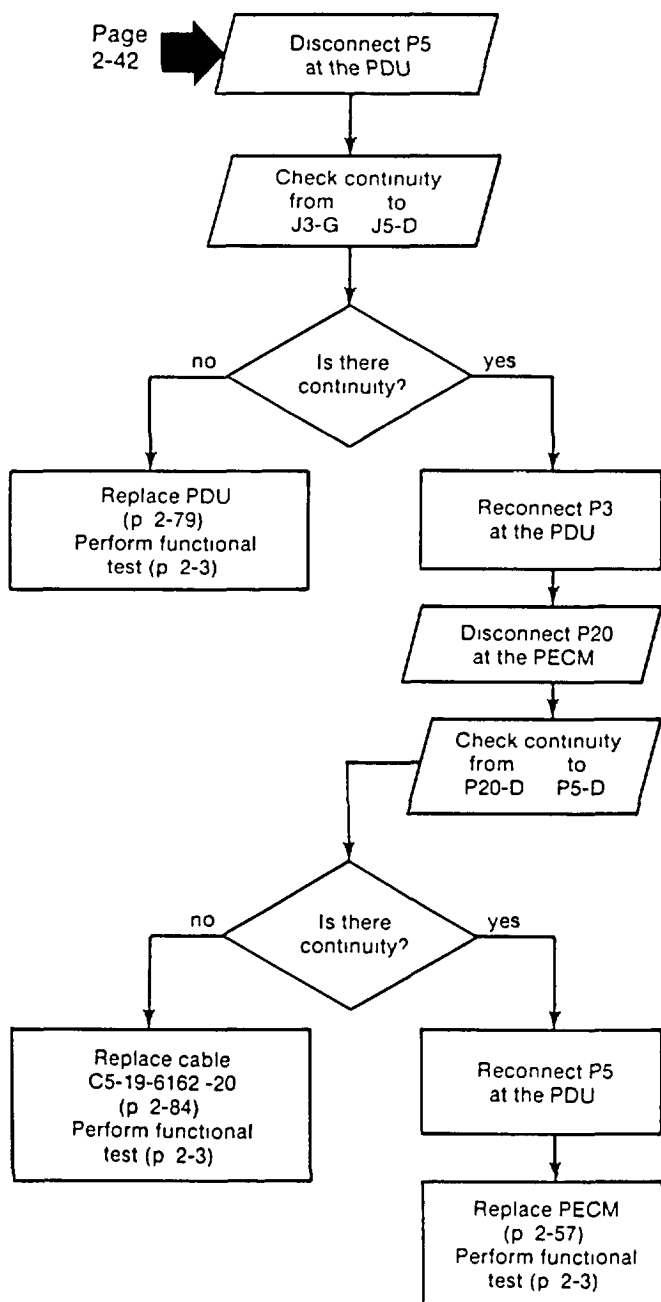 Page
2-42
Disconnect P5
at the PDU
Check continuity
from to
J3-G J5-D
Is there
continuity?
no
yes
Replace PDU
(p 2-79)
Perform functional
test (p 2-3)
Reconnect P3
at the PDU
Disconnect P20
at the PECM
Check continuity
from to
P20-D P5-D
Is there
continuity?
no
yes
Replace cable
C5-19-6162 -20
(p 2-84)
Perform functional
test (p 2-3)
Reconnect P5
at the PDU
Replace PECM
(p 2-57)
Perform functional
test (p 2-3)